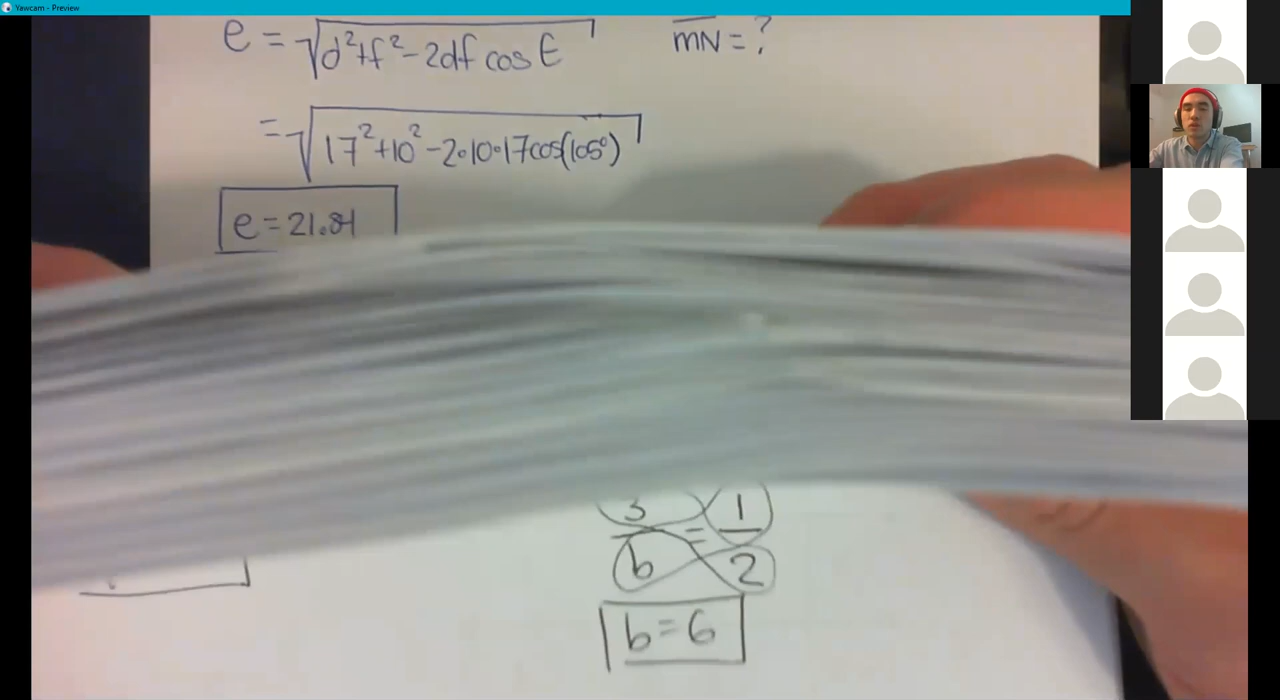 Yawcam - Preview
e = √d²+f²-2df cos E
MN = ?
= √17²+10²-2•10•17cos(105°)
e = 21.84
3/b = 1/2
b = 6